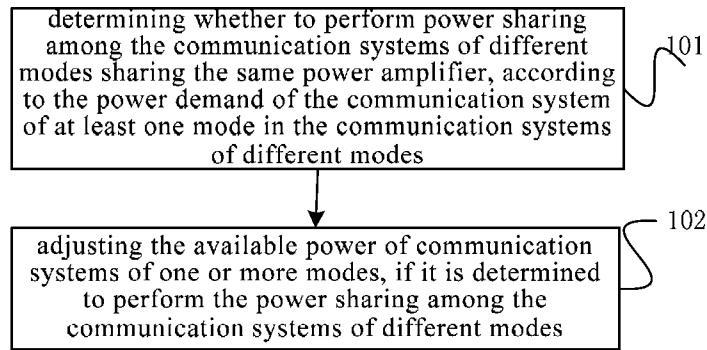 determining whether to perform power sharing
among the communication systems of different
modes sharing the same power amplifier, according
to the power demand of the communication system
of at least one mode in the communication systems
of different modes
101
adjusting the available power of communication
systems of one or more modes, if it is determined
to perform the power sharing among the
communication systems of different modes
102